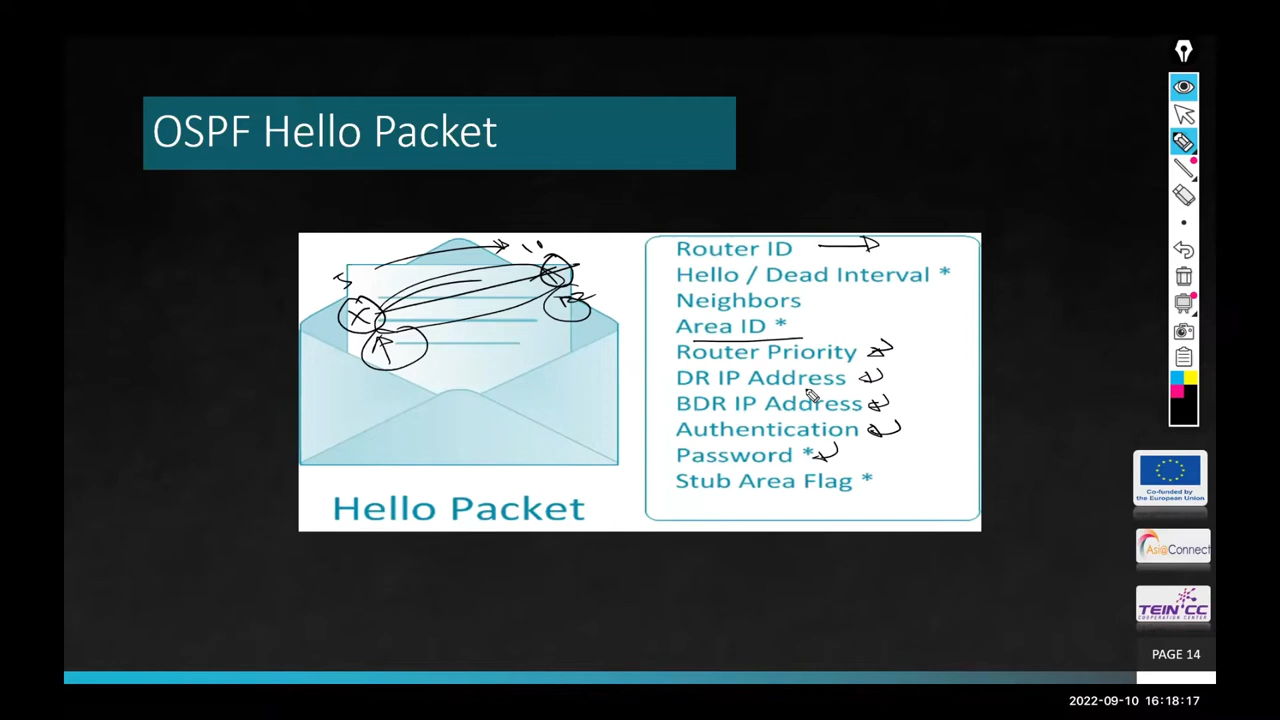 OSPF Hello Packet
Router ID
Hello / Dead Interval *
Neighbors
Area ID *
Router Priority
DR IP Address
BDR IP Address
Authentication
Password *
Stub Area Flag *
Hello Packet
Co-funded by
the European Union
Asi@Connect
TEIN*CC
COOPERATION CENTER
PAGE 14
2022-09-10 16:18:17